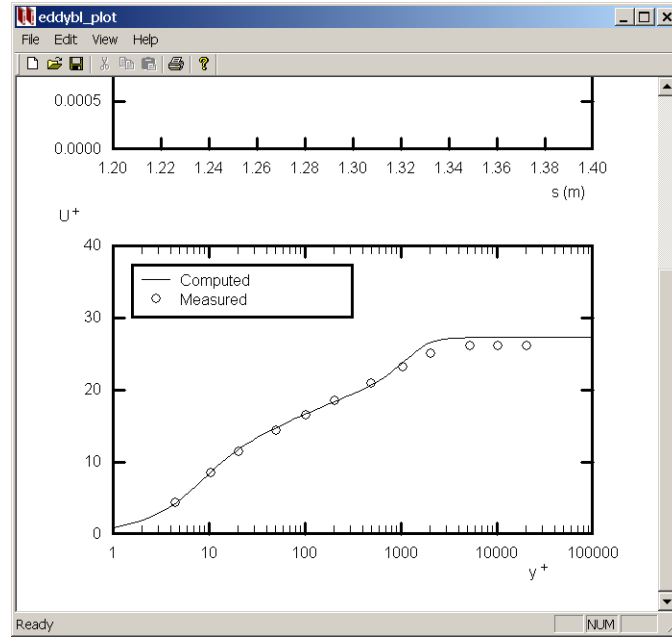 eddybl_plot
File Edit View Help
0.0005
0.0000
1.20 1.22 1.24 1.26 1.28 1.30 1.32 1.34 1.36 1.38 1.40
s (m)
U+
40
Computed
Measured
30
20
10
0
1 10 100 1000 10000 100000
y+
Ready NUM